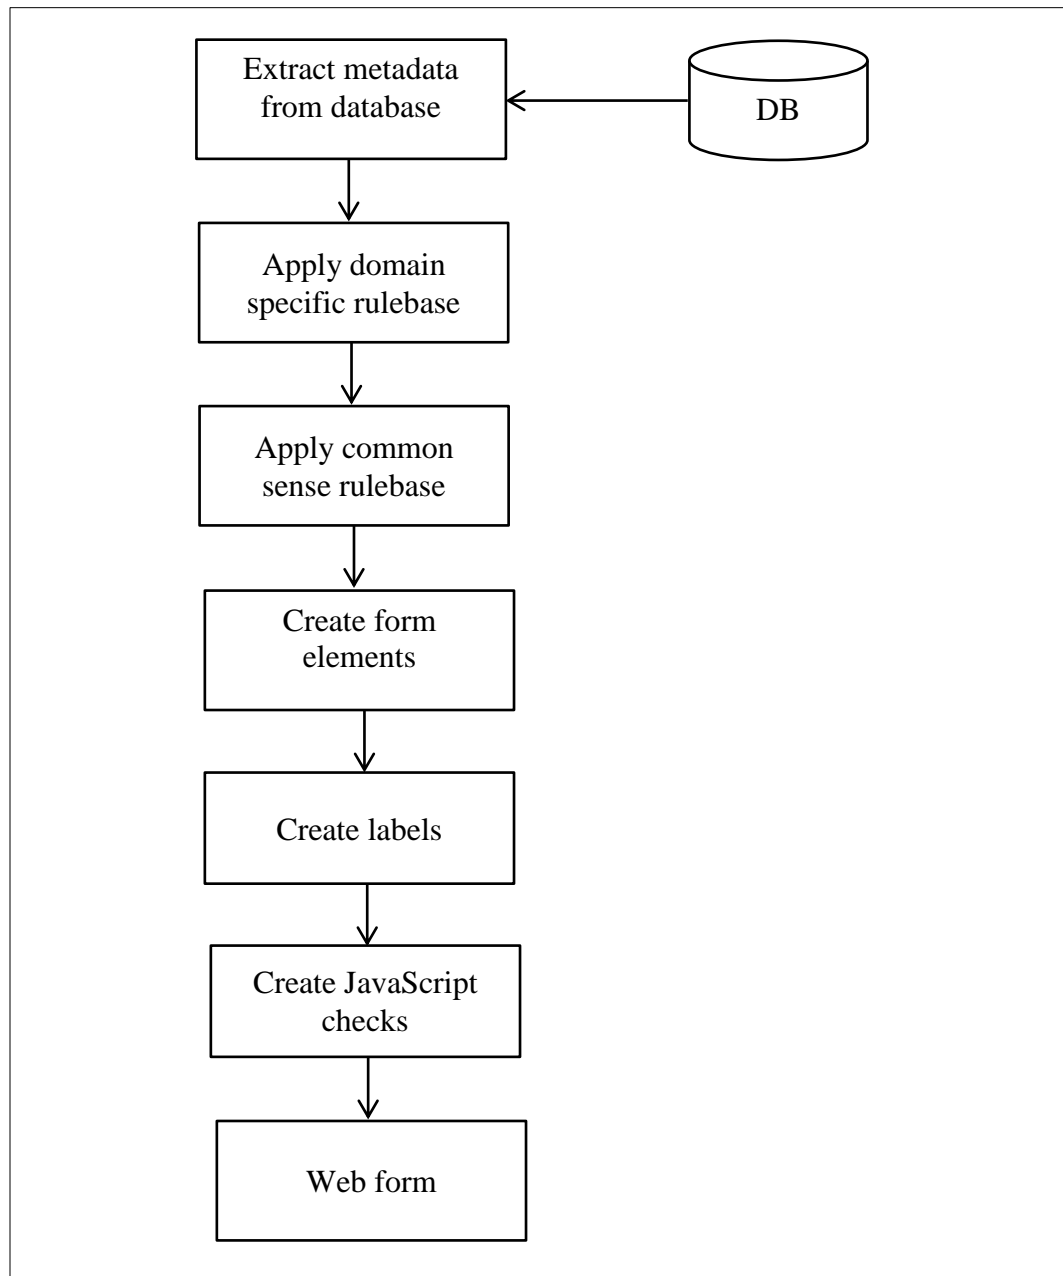 Extract metadata
from database
DB
Apply domain
specific rulebase
Apply common
sense rulebase
Create form
elements
Create labels
Create JavaScript
checks
Web form